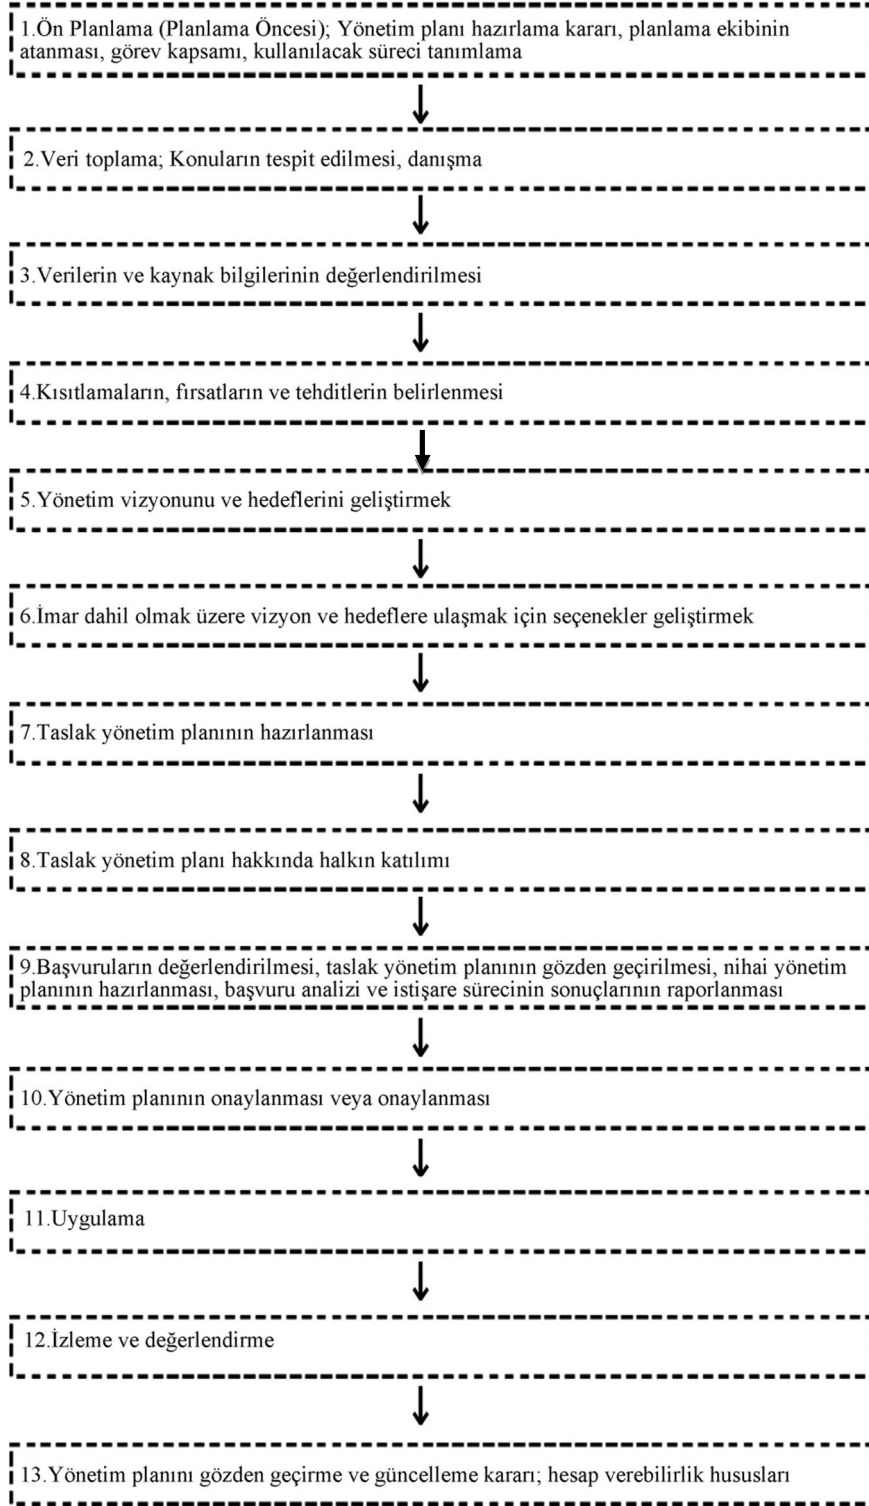 1.Ön Planlama (Planlama Öncesi); Yönetim planı hazırlama kararı, planlama ekibinin
atanması, görev kapsamı, kullanılacak süreci tanımlama
2.Veri toplama; Konuların tespit edilmesi, danışma
3.Verilerin ve kaynak bilgilerinin değerlendirilmesi
4.Kısıtlamaların, fırsatların ve tehditlerin belirlenmesi
5.Yönetim vizyonunu ve hedeflerini geliştirmek
6.İmar dahil olmak üzere vizyon ve hedeflere ulaşmak için seçenekler geliştirmek
7.Taslak yönetim planının hazırlanması
8.Taslak yönetim planı hakkında halkın katılımı
9.Başvuruların değerlendirilmesi, taslak yönetim planının gözden geçirilmesi, nihai yönetim
planının hazırlanması, başvuru analizi ve istişare sürecinin sonuçlarının raporlanması
10.Yönetim planının onaylanması veya onaylanması
11.Uygulama
12.İzleme ve değerlendirme
13.Yönetim planını gözden geçirme ve güncelleme kararı; hesap verebilirlik hususları